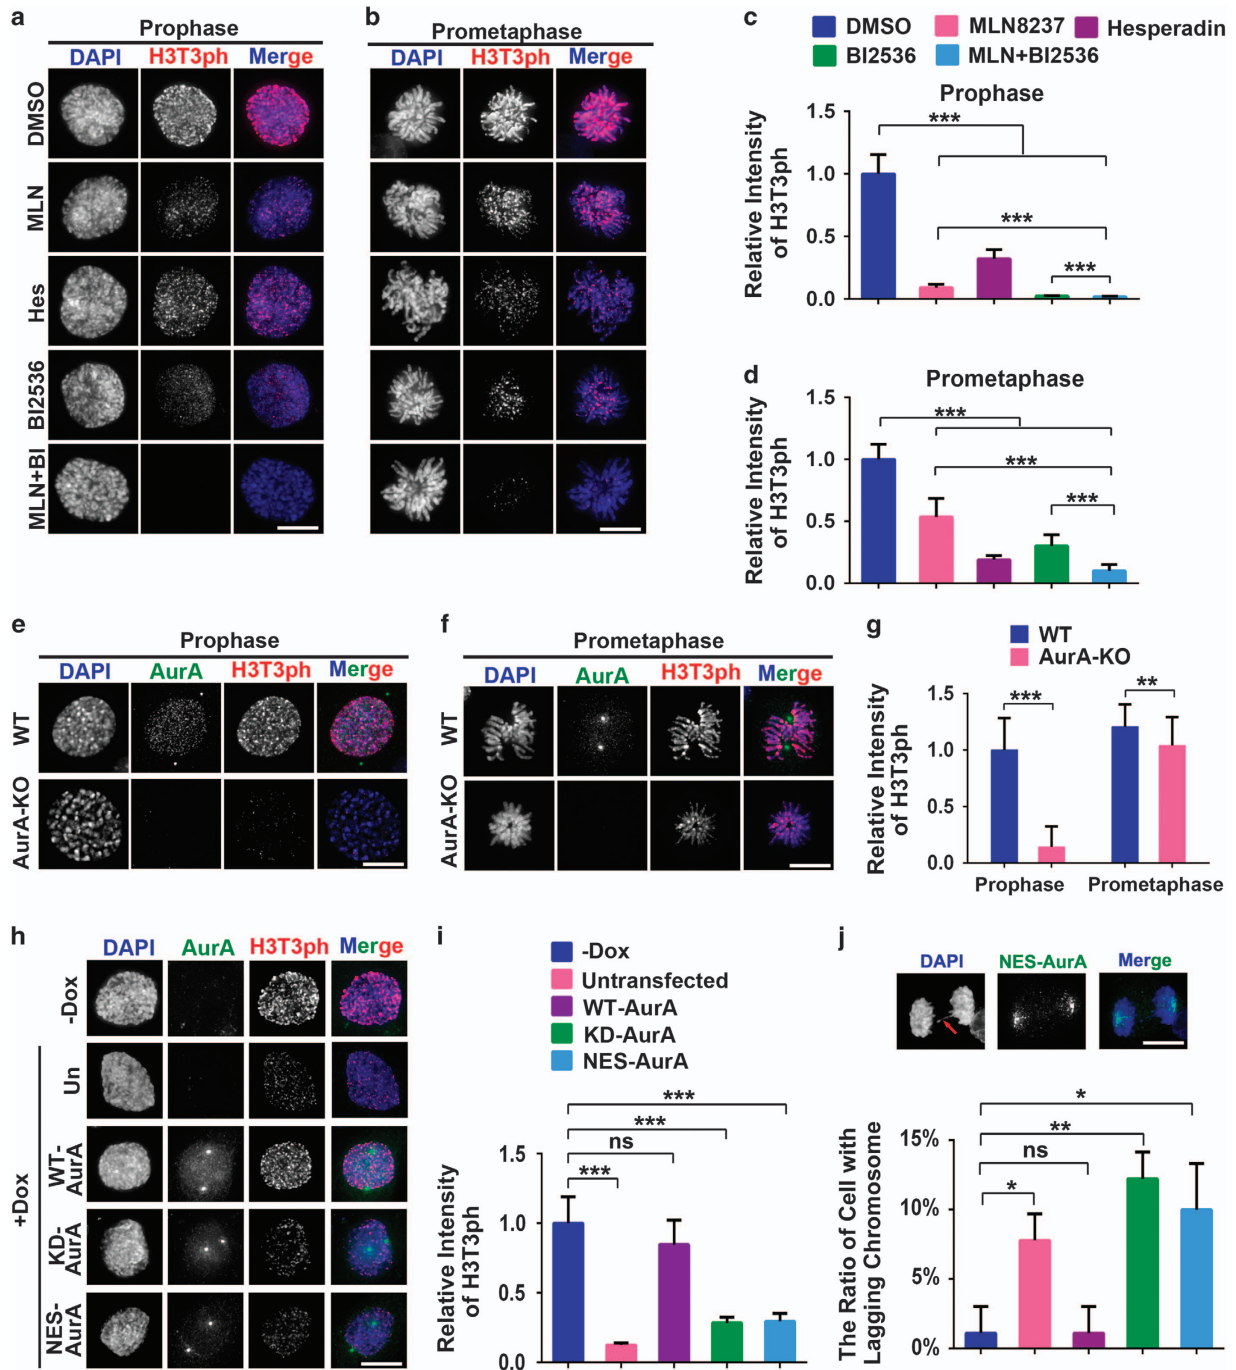 a
Prophase
DAPI H3T3ph Merge
DMSO
MLN
Hes
BI2536
MLN+BI
b
Prometaphase
DAPI H3T3ph Merge
c
DMSO MLN8237 Hesperadin
BI2536 MLN+BI2536
Prophase
Relative Intensity
of H3T3ph
1.5
1.0
0.5
0.0
***
***
***
d
Prometaphase
Relative Intensity
of H3T3ph
1.5
1.0
0.5
0.0
***
***
***
e
Prophase
DAPI AurA H3T3ph Merge
WT
AurA-KO
f
Prometaphase
DAPI AurA H3T3ph Merge
WT
AurA-KO
g
WT
AurA-KO
Relative Intensity
of H3T3ph
1.5
1.0
0.5
0.0
***
**
Prophase Prometaphase
h
DAPI AurA H3T3ph Merge
-Dox
+Dox
Un
WT-
AurA
KD-
AurA
NES-
AurA
i
-Dox
Untransfected
WT-AurA
KD-AurA
NES-AurA
Relative Intensity
of H3T3ph
1.5
1.0
0.5
0.0
***
***
ns
***
j
DAPI NES-AurA Merge
The Ratio of Cell with
Lagging Chromosome
15%
10%
5%
0%
*
**
ns
*